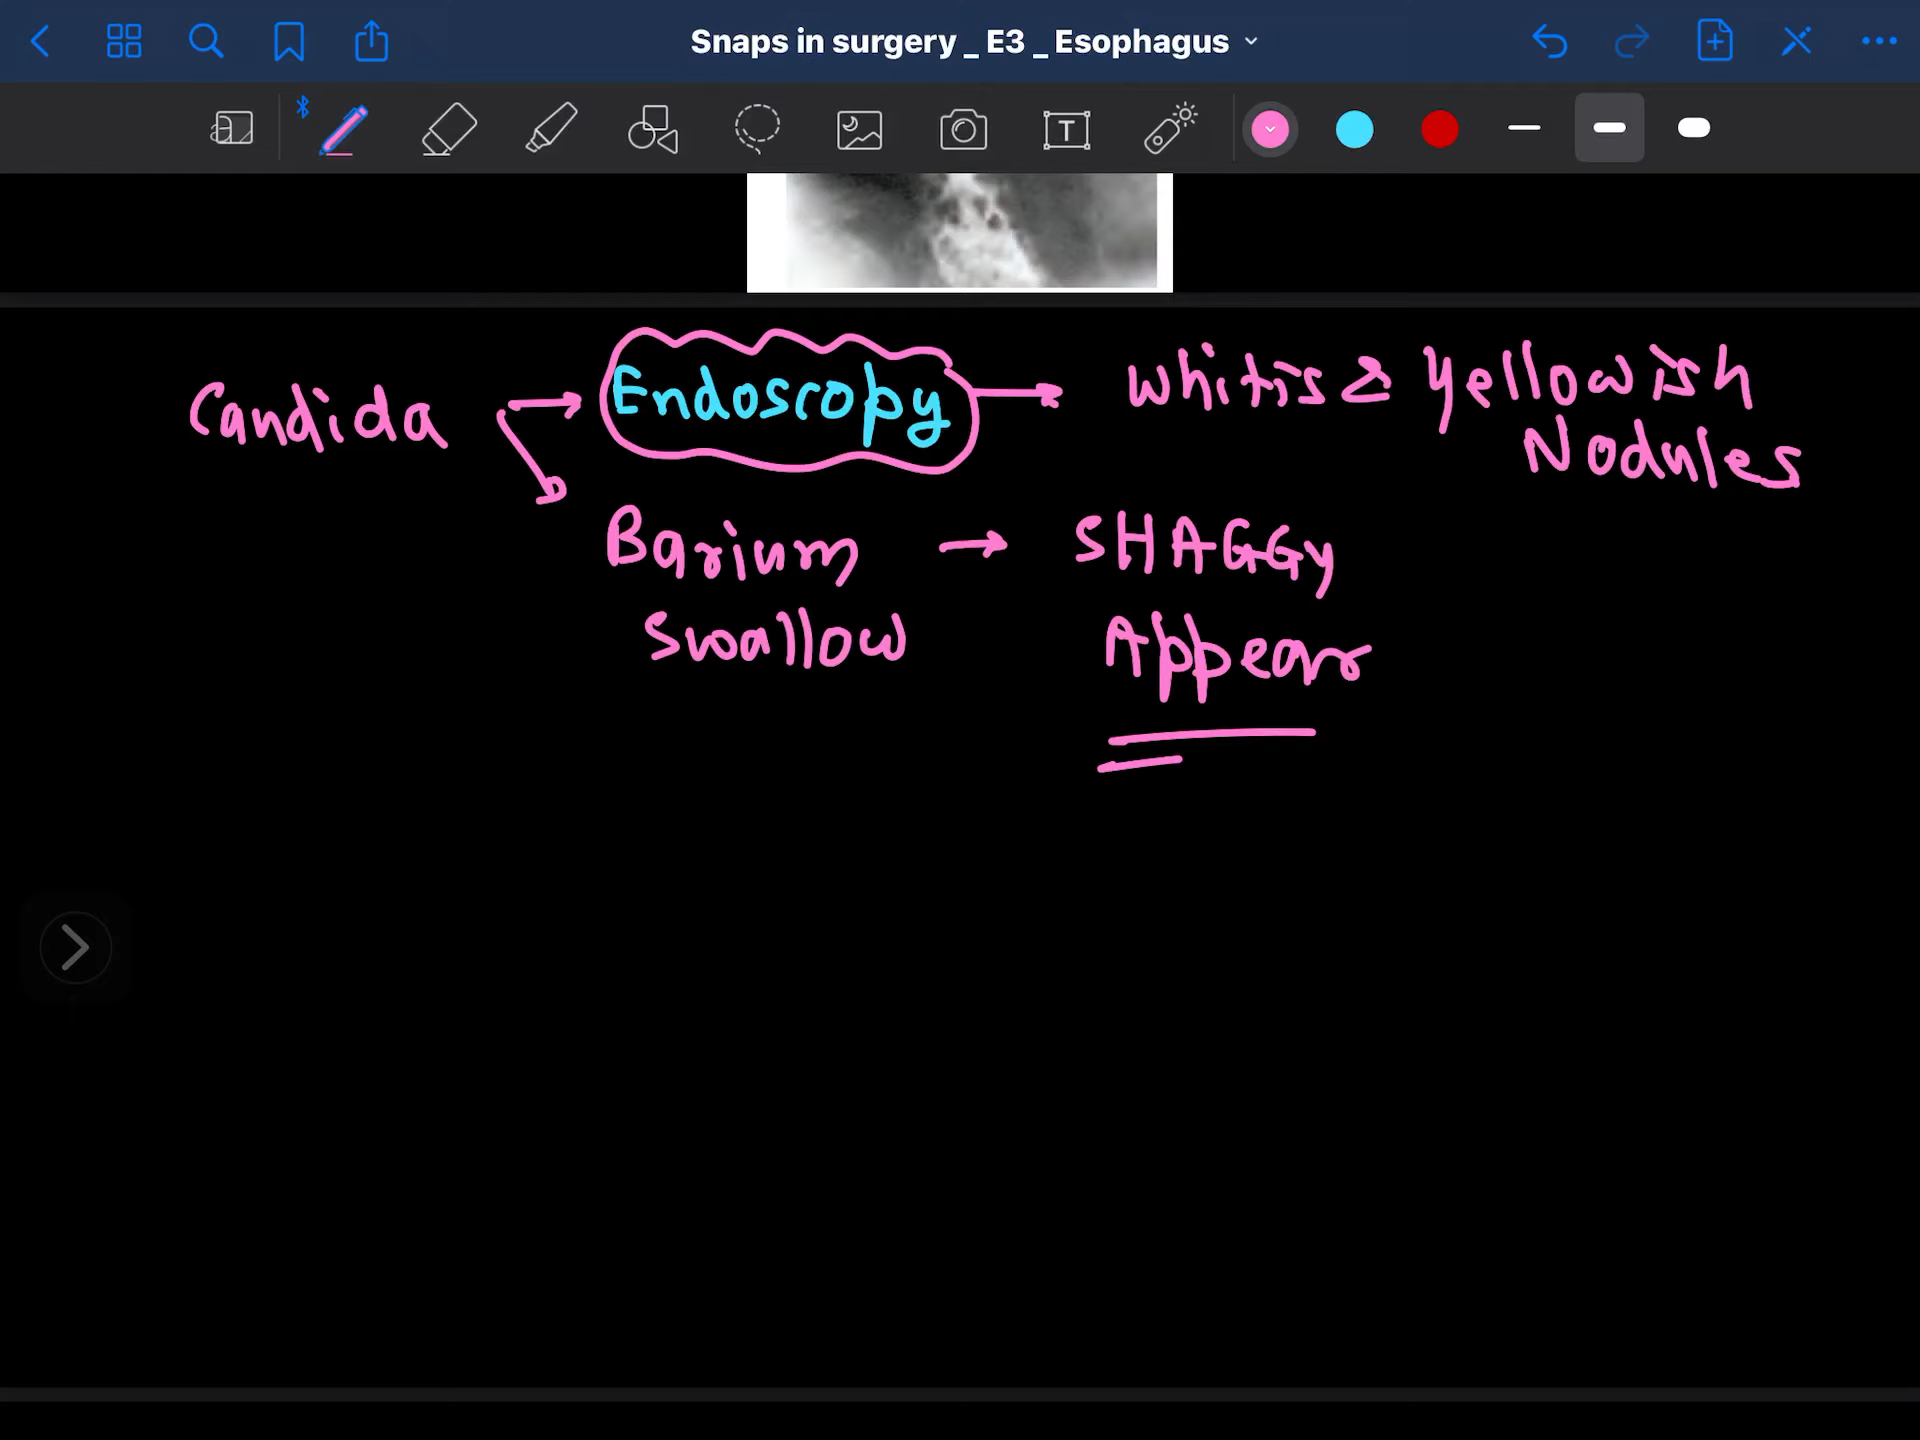 Snaps in surgery _ E3 _ Esophagus
Candida → Endoscopy → Whitis & Yellowish
Nodules
Barium → SHAGGy
Swallow Appear